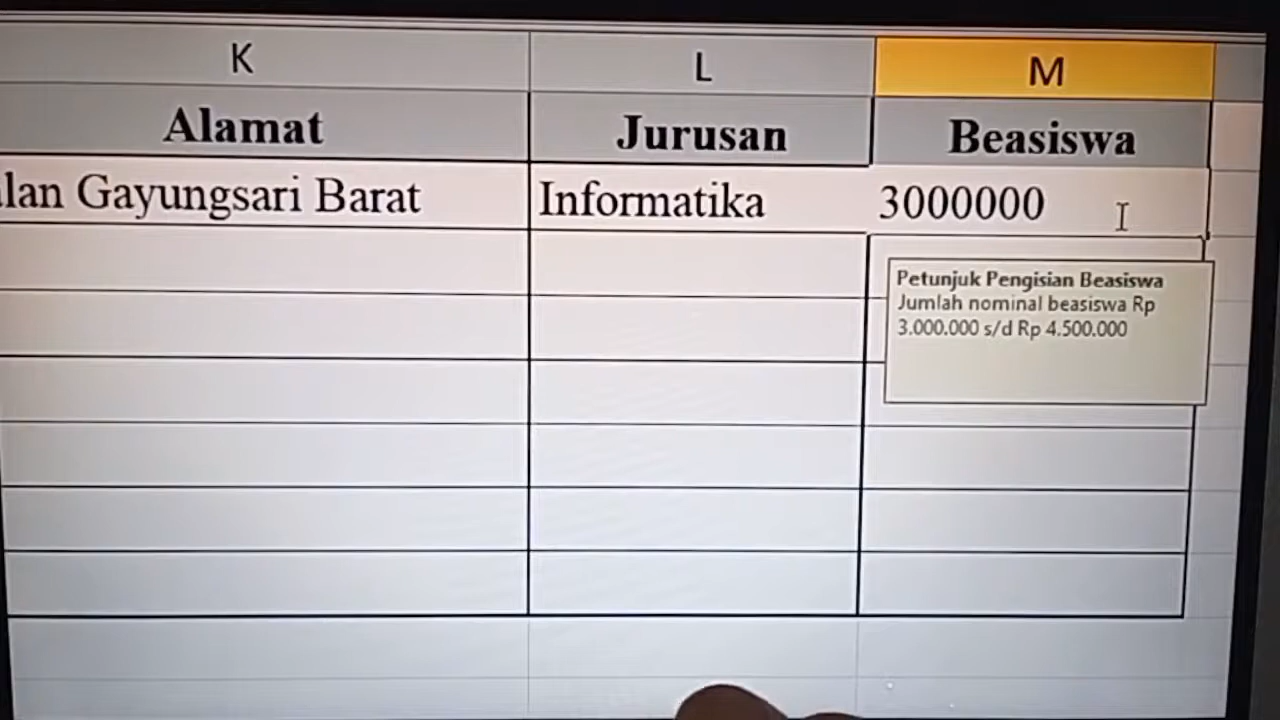 K L M
Alamat Jurusan Beasiswa
Gayungsari Barat Informatika 3000000
Petunjuk Pengisian Beasiswa
Jumlah nominal beasiswa Rp
3.000.000 s/d Rp 4.500.000